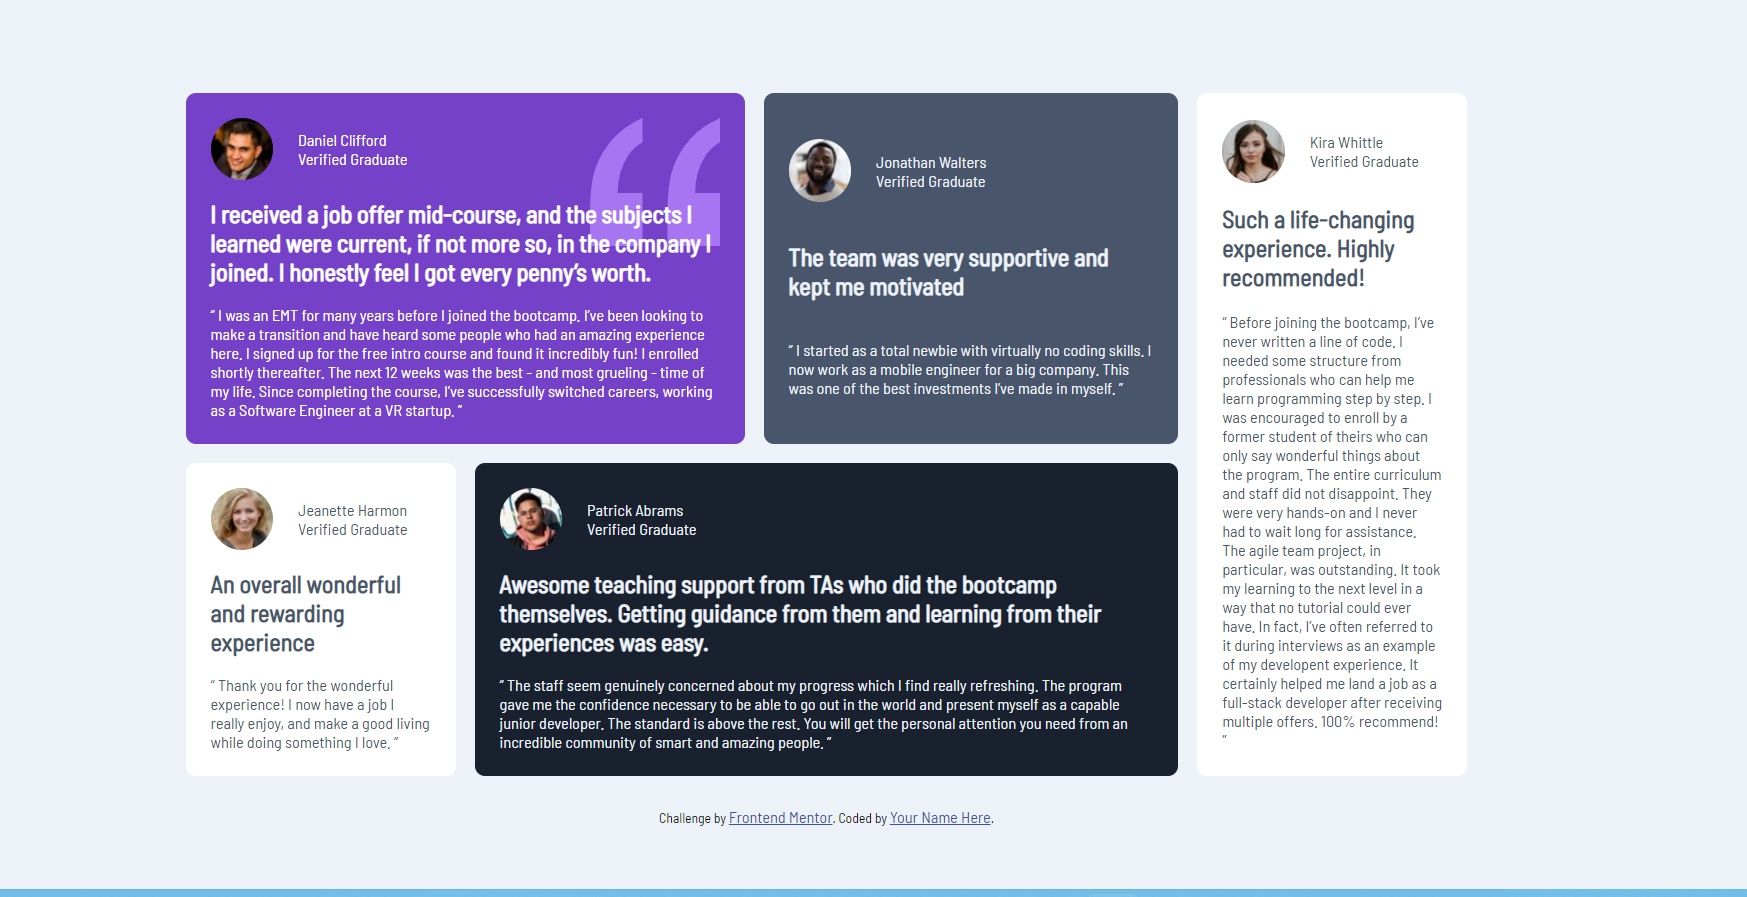 Daniel Clifford
Verified Graduate
I received a job offer mid-course, and the subjects I
learned were current, if not more so, in the company I
joined. I honestly feel I got every penny’s worth.
“ I was an EMT for many years before I joined the bootcamp. I’ve been looking to
make a transition and have heard some people who had an amazing experience
here. I signed up for the free intro course and found it incredibly fun! I enrolled
shortly thereafter. The next 12 weeks was the best - and most grueling - time of
my life. Since completing the course, I’ve successfully switched careers, working
as a Software Engineer at a VR startup. ”
Jonathan Walters
Verified Graduate
The team was very supportive and
kept me motivated
“ I started as a total newbie with virtually no coding skills. I
now work as a mobile engineer for a big company. This
was one of the best investments I’ve made in myself. ”
Kira Whittle
Verified Graduate
Such a life-changing
experience. Highly
recommended!
“ Before joining the bootcamp, I’ve
never written a line of code. I
needed some structure from
professionals who can help me
learn programming step by step. I
was encouraged to enroll by a
former student of theirs who can
only say wonderful things about
the program. The entire curriculum
and staff did not disappoint. They
were very hands-on and I never
had to wait long for assistance.
The agile team project, in
particular, was outstanding. It took
my learning to the next level in a
way that no tutorial could ever
have. In fact, I’ve often referred to
it during interviews as an example
of my developent experience. It
certainly helped me land a job as a
full-stack developer after receiving
multiple offers. 100% recommend!
“
Jeanette Harmon
Verified Graduate
An overall wonderful
and rewarding
experience
“ Thank you for the wonderful
experience! I now have a job I
really enjoy, and make a good living
while doing something I love. ”
Patrick Abrams
Verified Graduate
Awesome teaching support from TAs who did the bootcamp
themselves. Getting guidance from them and learning from their
experiences was easy.
“ The staff seem genuinely concerned about my progress which I find really refreshing. The program
gave me the confidence necessary to be able to go out in the world and present myself as a capable
junior developer. The standard is above the rest. You will get the personal attention you need from an
incredible community of smart and amazing people. ”
Challenge by Frontend Mentor. Coded by Your Name Here.